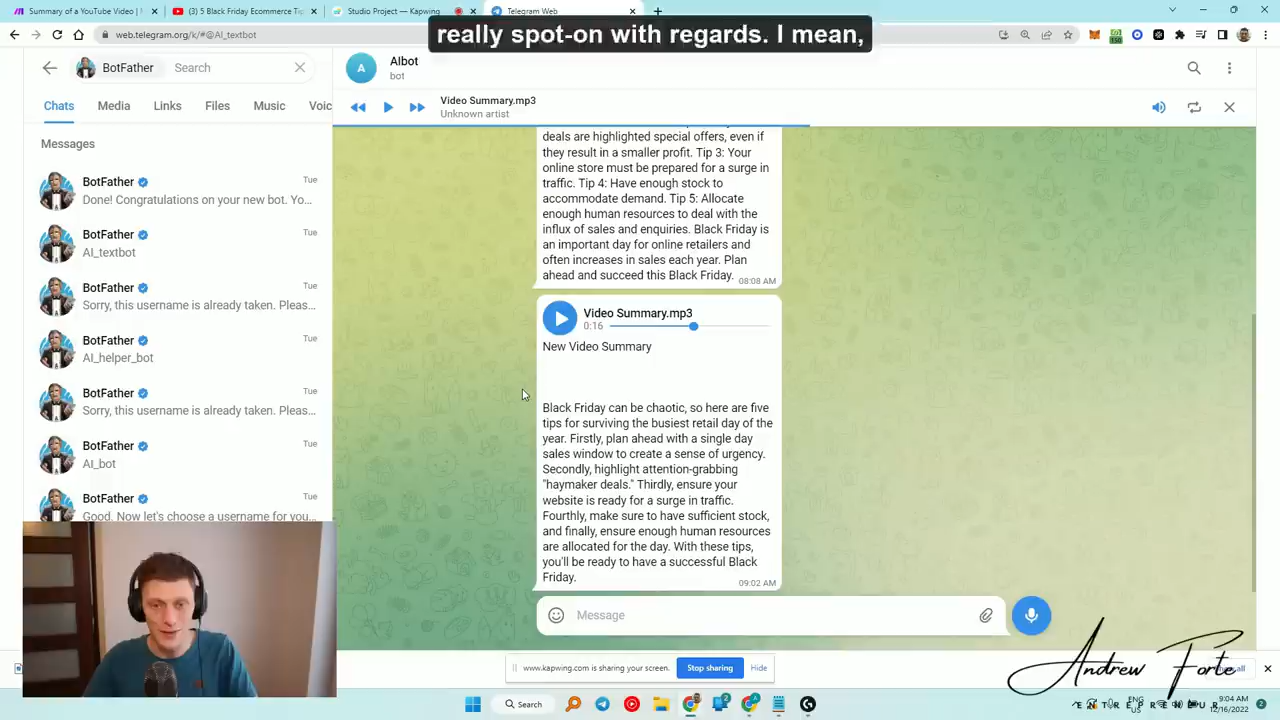 Summary of a YouTube Video |
(3) 5 Black Friday Ecommerce Tip
Studio Project — Kapwing
Telegram Web
web.telegram.org/k/#@AI_textbot
really spot-on with regards. I mean,
BotFather
Search
AIbot
bot
Chats
Media
Links
Files
Music
Voic
Video Summary.mp3
Unknown artist
Messages
BotFather
Tue
Done! Congratulations on your new bot. Yo...
BotFather
Tue
AI_textbot
BotFather
Tue
Sorry, this username is already taken. Pleas...
BotFather
Tue
AI_helper_bot
BotFather
Tue
Sorry, this username is already taken. Pleas...
BotFather
Tue
AI_bot
BotFather
Tue
Good. Now let's choose a username for you...
deals are highlighted special offers, even if
they result in a smaller profit. Tip 3: Your
online store must be prepared for a surge in
traffic. Tip 4: Have enough stock to
accommodate demand. Tip 5: Allocate
enough human resources to deal with the
influx of sales and enquiries. Black Friday is
an important day for online retailers and
often increases in sales each year. Plan
ahead and succeed this Black Friday.
08:08 AM
Video Summary.mp3
0:16
New Video Summary
Black Friday can be chaotic, so here are five
tips for surviving the busiest retail day of the
year. Firstly, plan ahead with a single day
sales window to create a sense of urgency.
Secondly, highlight attention-grabbing
"haymaker deals." Thirdly, ensure your
website is ready for a surge in traffic.
Fourthly, make sure to have sufficient stock,
and finally, ensure enough human resources
are allocated for the day. With these tips,
you'll be ready to have a successful Black
Friday.
09:02 AM
Message
www.kapwing.com is sharing your screen.
Stop sharing
Hide
Andrew Forte
ENTREPRENEUR
Search
ENG
US
9:04 AM
12/16/2022